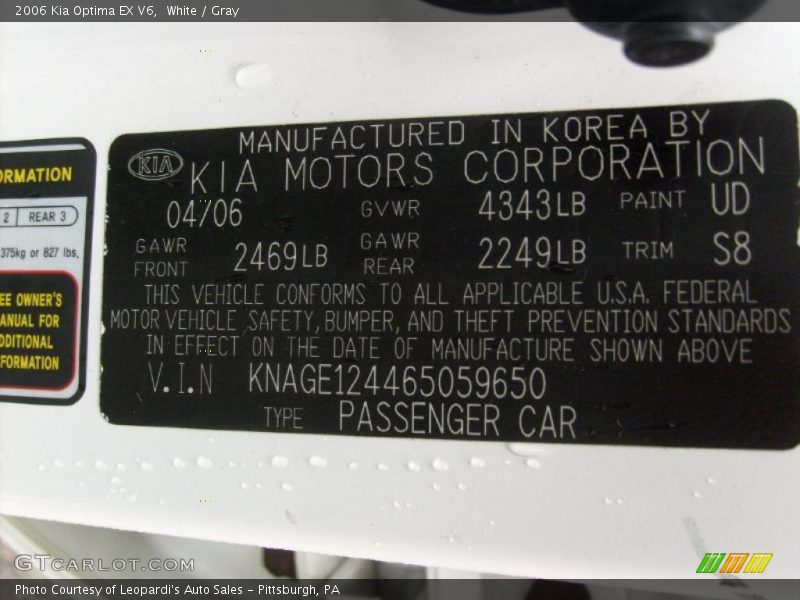 2006 Kia Optima EX V6, White / Gray
MANUFACTURED IN KOREA BY
KIA KIA MOTORS CORPORATION
04/06 GVWR 4343LB PAINT UD
GAWR FRONT 2469LB GAWR REAR 2249LB TRIM S8
THIS VEHICLE CONFORMS TO ALL APPLICABLE U.S.A. FEDERAL
MOTOR VEHICLE SAFETY, BUMPER, AND THEFT PREVENTION STANDARDS
IN EFFECT ON THE DATE OF MANUFACTURE SHOWN ABOVE
V.I.N KNAGE124465059650
TYPE PASSENGER CAR
ORMATION
2 REAR 3
375kg or 827 lbs.
EE OWNER'S
ANUAL FOR
DDITIONAL
FORMATION
GTCARLOT.COM
Photo Courtesy of Leopardi's Auto Sales - Pittsburgh, PA